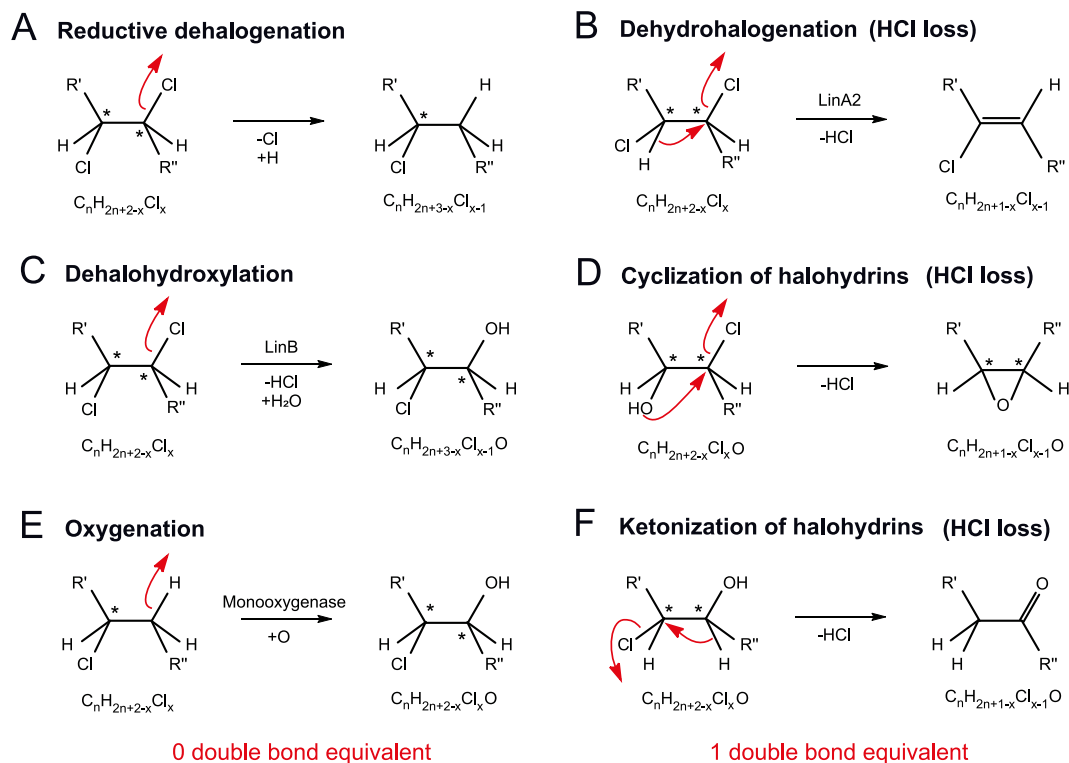 A Reductive dehalogenation
R' Cl H H Cl R" * *
-Cl
+H
R' H H Cl R" *
CₙH₂ₙ₊₂₋ₓClₓ
CₙH₂ₙ₊₃₋ₓClₓ₋₁
B Dehydrohalogenation (HCl loss)
R' Cl Cl H H R" * *
LinA2
-HCl
R' H Cl R"
CₙH₂ₙ₊₂₋ₓClₓ
CₙH₂ₙ₊₁₋ₓClₓ₋₁
C Dehalohydroxylation
R' Cl H H Cl R" * *
LinB
-HCl
+H₂O
R' OH H H Cl R" * *
CₙH₂ₙ₊₂₋ₓClₓ
CₙH₂ₙ₊₃₋ₓClₓ₋₁O
D Cyclization of halohydrins (HCl loss)
R' Cl H H HO R" * *
-HCl
R' R" H H O * *
CₙH₂ₙ₊₂₋ₓClₓO
CₙH₂ₙ₊₁₋ₓClₓ₋₁O
E Oxygenation
R' H H H Cl R" *
Monooxygenase
+O
R' OH H H Cl R" * *
CₙH₂ₙ₊₂₋ₓClₓ
CₙH₂ₙ₊₂₋ₓClₓO
F Ketonization of halohydrins (HCl loss)
R' OH Cl R" H H * *
-HCl
R' O H H R"
CₙH₂ₙ₊₂₋ₓClₓO
CₙH₂ₙ₊₁₋ₓClₓ₋₁O
0 double bond equivalent
1 double bond equivalent